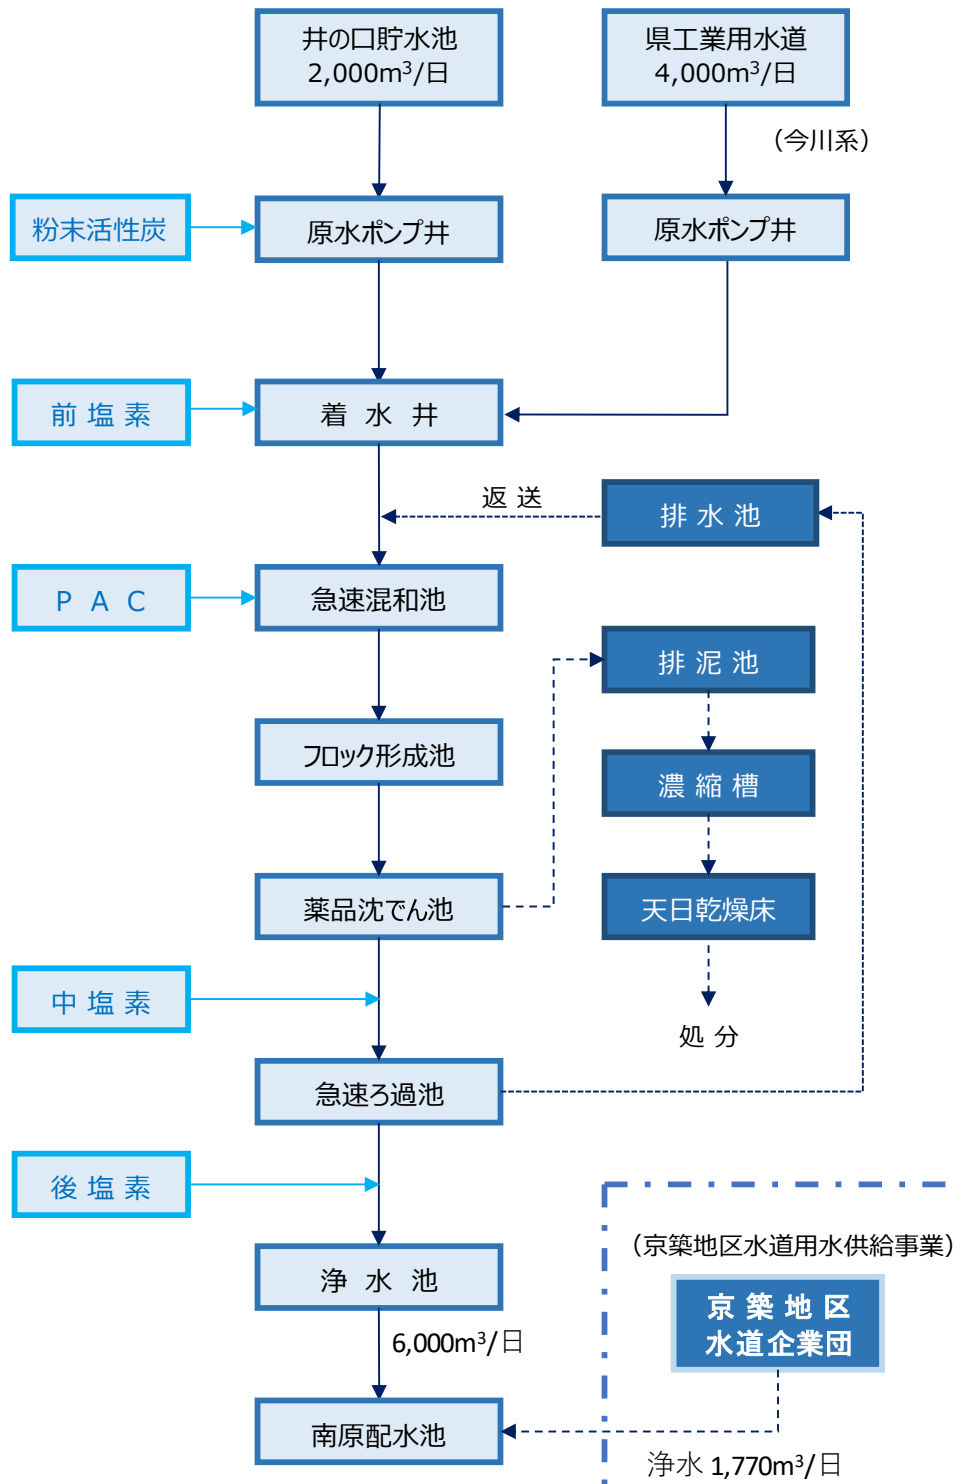 井の口貯水池
2,000m³/日
県工業用水道
4,000m³/日
（今川系）
粉末活性炭
原水ポンプ井
原水ポンプ井
前 塩 素
着 水 井
返 送
排 水 池
P A C
急速混和池
排 泥 池
フロック形成池
濃 縮 槽
薬品沈でん池
天日乾燥床
中 塩 素
処 分
急速ろ過池
後 塩 素
（京築地区水道用水供給事業）
浄 水 池
京 築 地 区
水道企業団
6,000m³/日
南原配水池
浄水 1,770m³/日